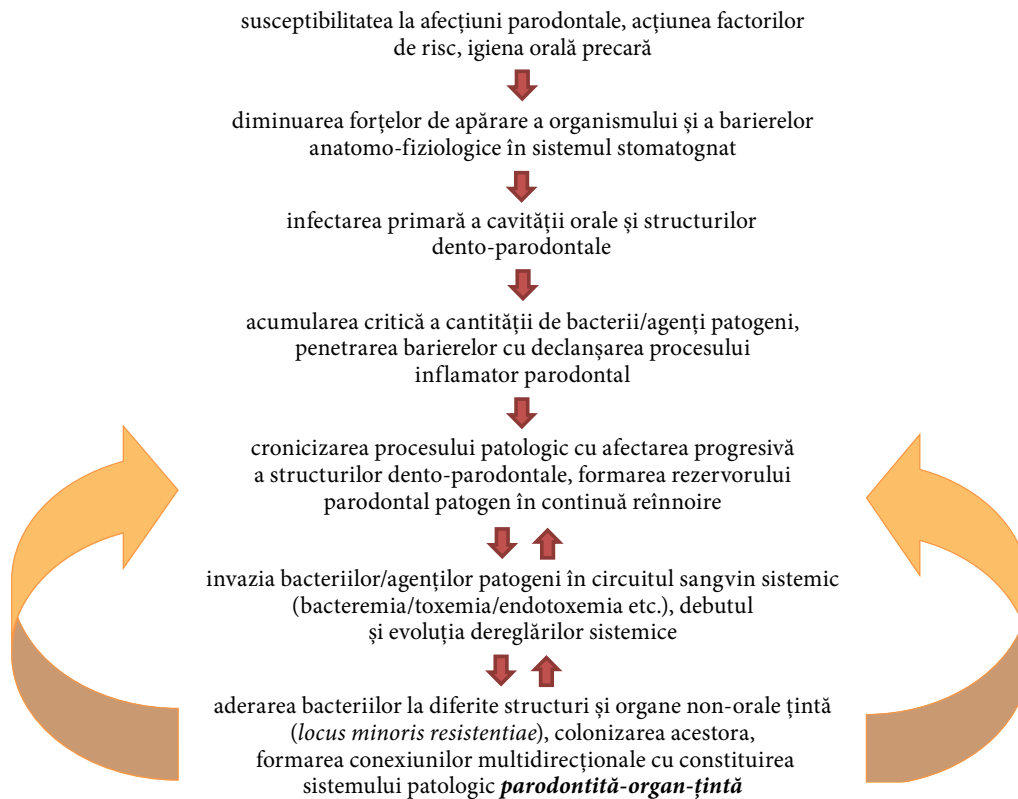 susceptibilitatea la afecțiuni parodontale, acțiunea factorilor
de risc, igiena orală precară
diminuarea forțelor de apărare a organismului și a barierelor
anatomo-fiziologice în sistemul stomatognat
infectarea primară a cavității orale și structurilor
dento-parodontale
acumularea critică a cantității de bacterii/agenți patogeni,
penetrarea barierelor cu declanșarea procesului
inflamator parodontal
cronicizarea procesului patologic cu afectarea progresivă
a structurilor dento-parodontale, formarea rezervorului
parodontal patogen în continuă reînnoire
invazia bacteriilor/agenților patogeni în circuitul sangvin sistemic
(bacteremia/toxemia/endotoxemia etc.), debutul
și evoluția dereglărilor sistemice
aderarea bacteriilor la diferite structuri și organe non-orale țintă
(locus minoris resistentiae), colonizarea acestora,
formarea conexiunilor multidirecționale cu constituirea
sistemului patologic parodontită-organ-țintă